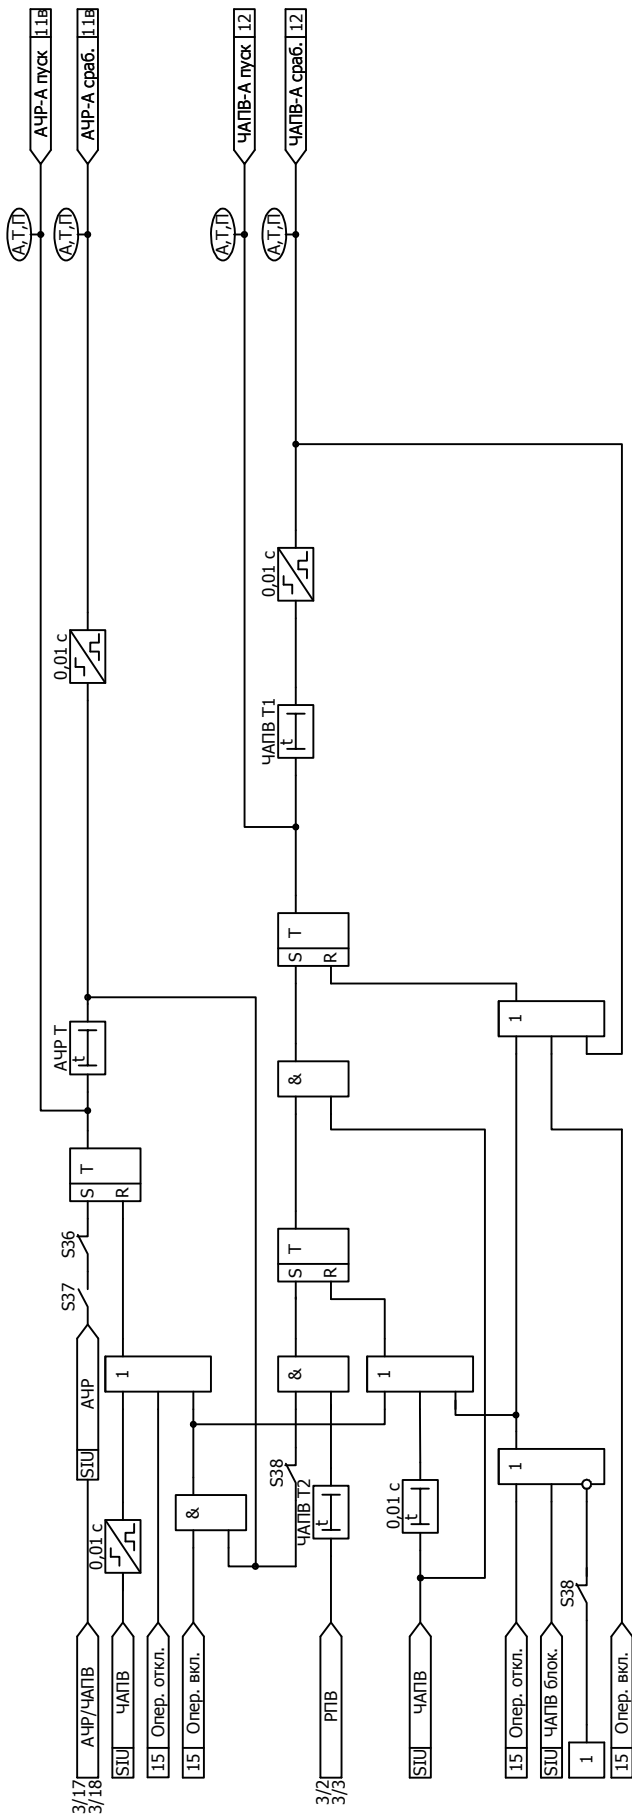 3/17
3/18
АЧР/ЧАПВ
SIU
АЧР
S37
S36
S
T
R
АЧР T
t
0,01 с
А,Т,П
А,Т,П
АЧР-А пуск
11в
АЧР-А сраб.
11в
SIU
ЧАПВ
0,01 с
1
15
Опер. откл.
15
Опер. вкл.
&
3/2
3/3
РПВ
S38
ЧАПВ T2
t
&
S
T
R
&
S
T
R
ЧАПВ T1
t
0,01 с
А,Т,П
А,Т,П
ЧАПВ-А пуск
12
ЧАПВ-А сраб.
12
SIU
ЧАПВ
0,01 с
t
1
15
Опер. откл.
SIU
ЧАПВ блок.
1
S38
1
1
15
Опер. вкл.